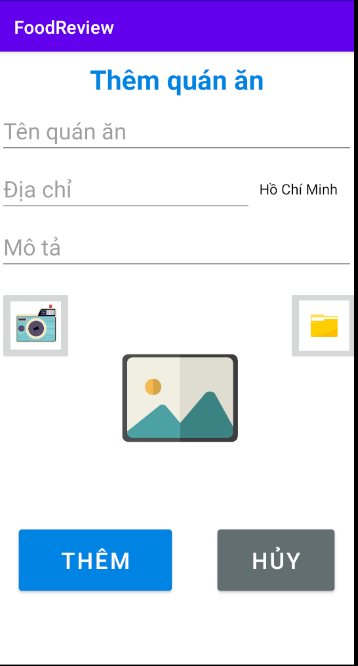 FoodReview
Thêm quán ăn
Tên quán ăn
Địa chỉ
Hồ Chí Minh
Mô tả
THÊM
HỦY